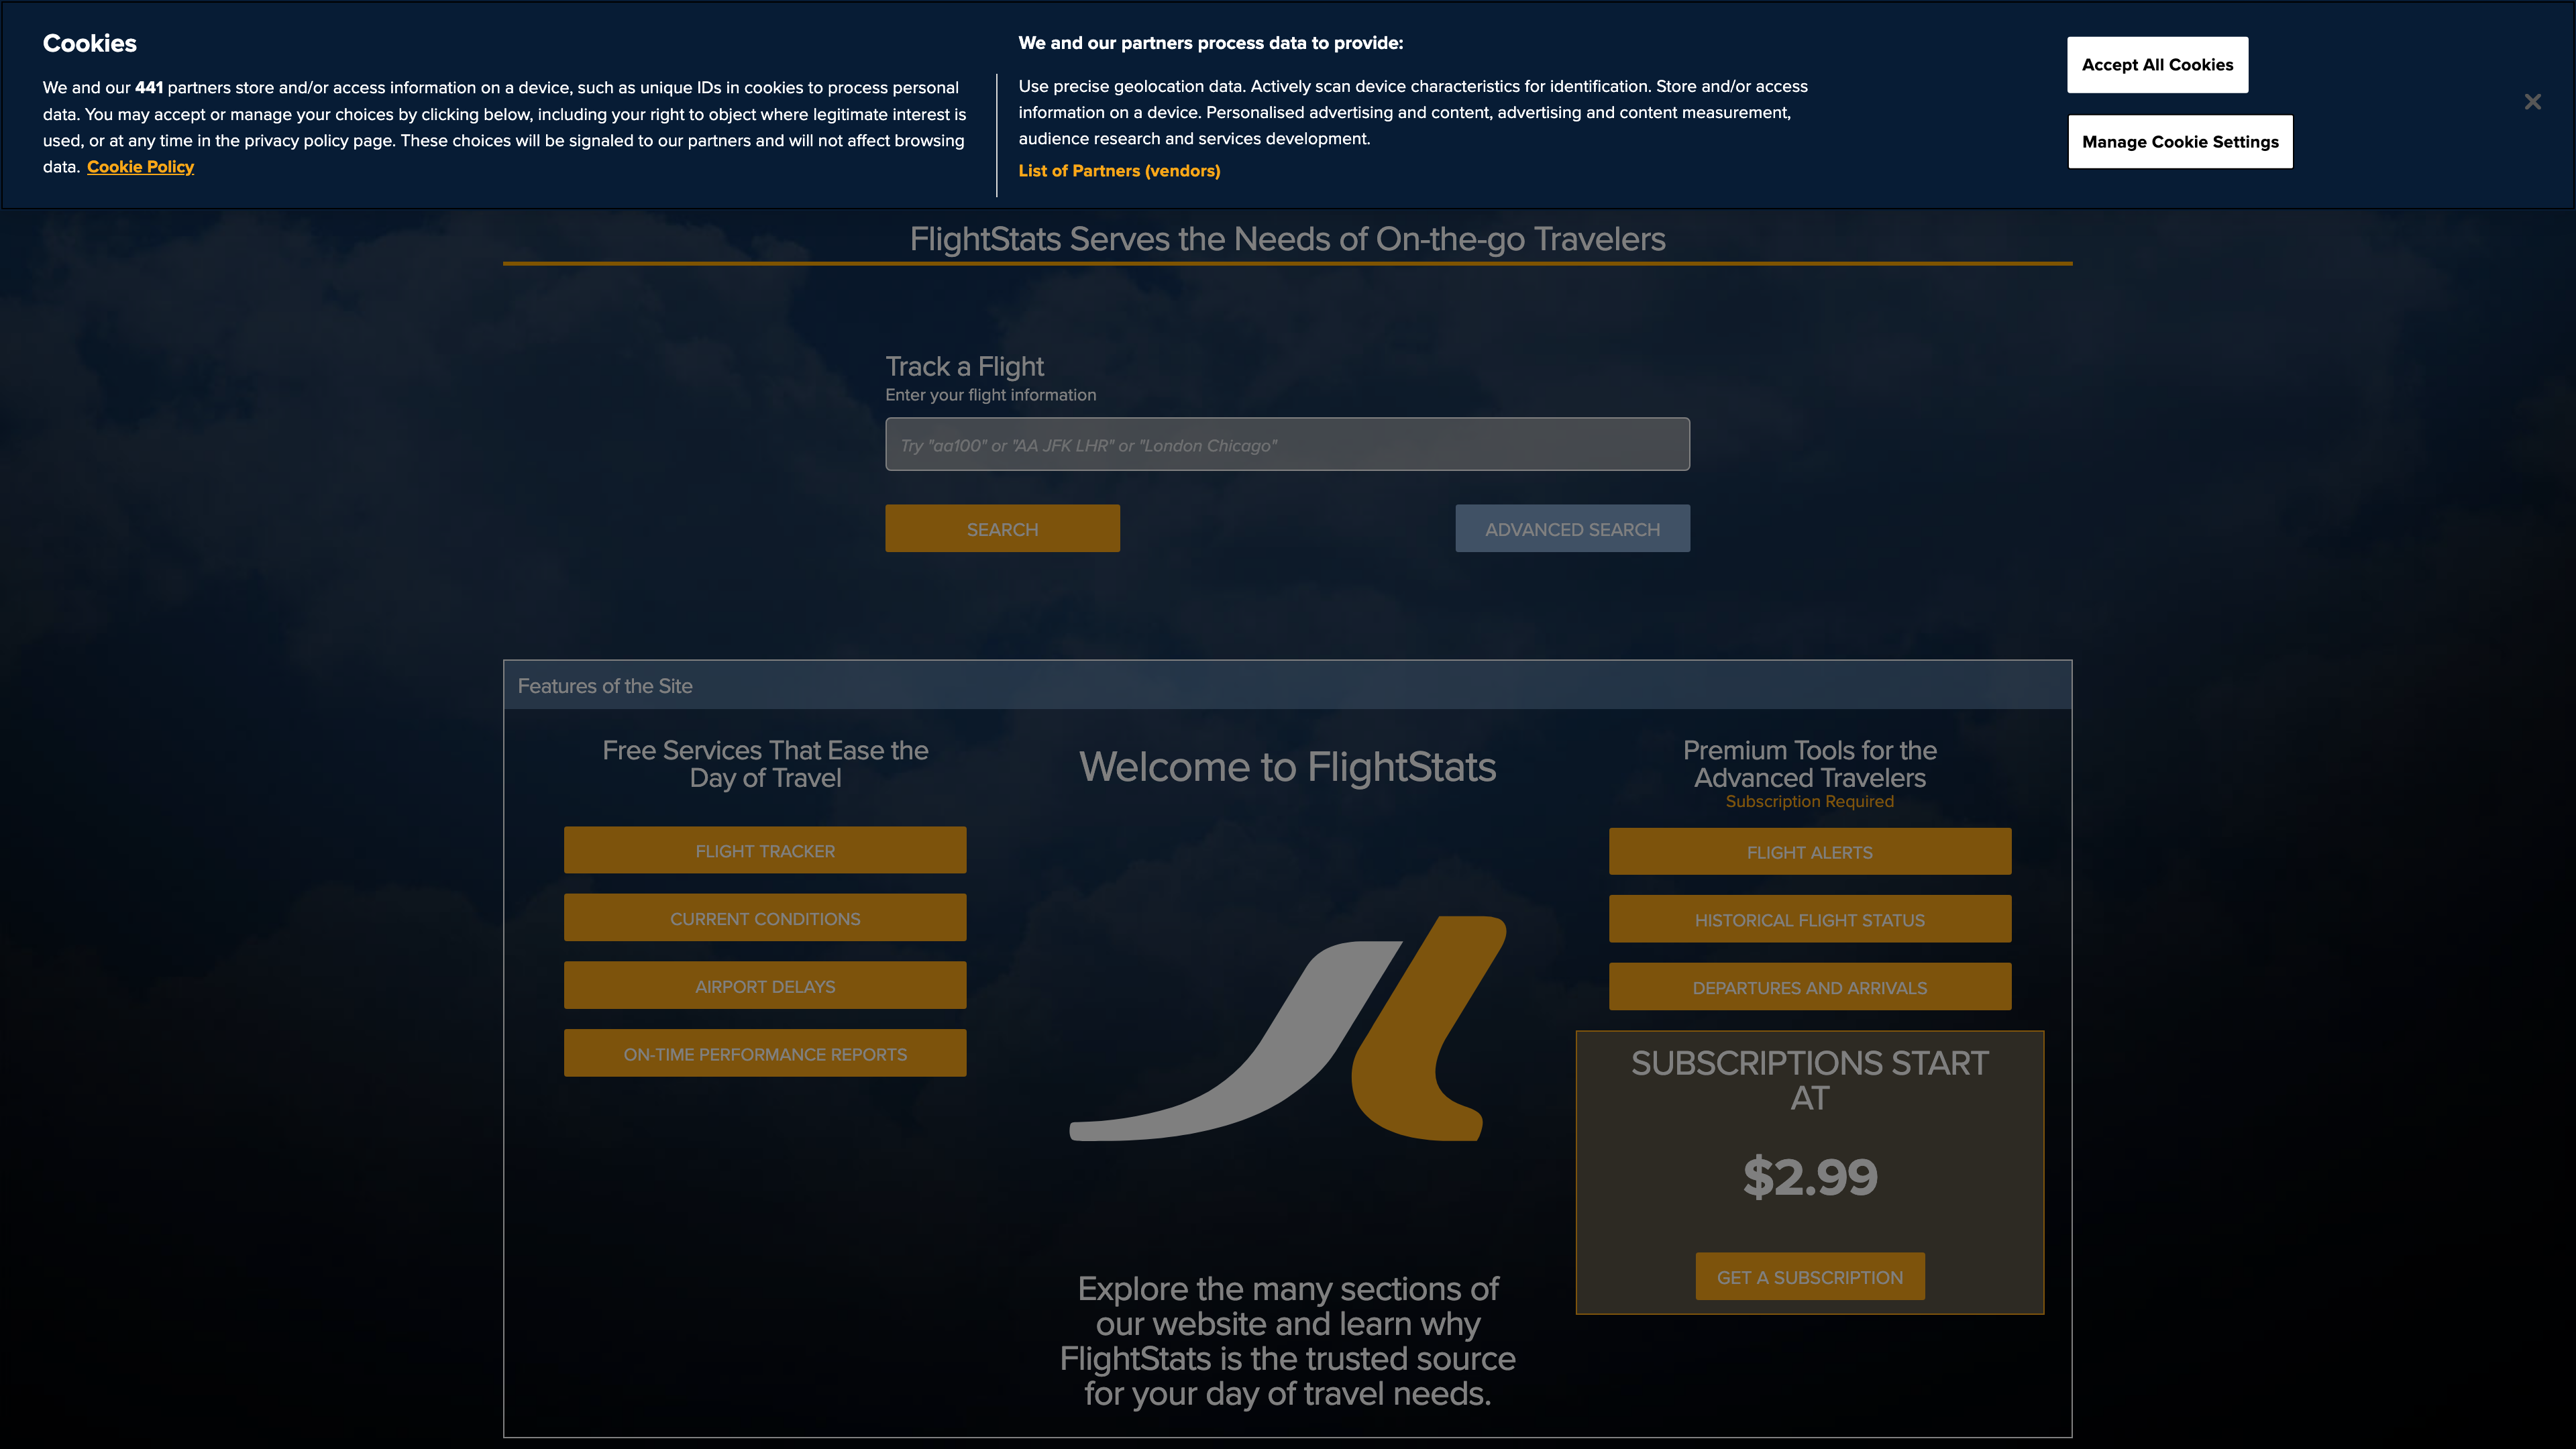 Cookies
We and our 441 partners store and/or access information on a device, such as unique IDs in cookies to process personal
data. You may accept or manage your choices by clicking below, including your right to object where legitimate interest is
used, or at any time in the privacy policy page. These choices will be signaled to our partners and will not affect browsing
data. Cookie Policy
We and our partners process data to provide:
Use precise geolocation data. Actively scan device characteristics for identification. Store and/or access
information on a device. Personalised advertising and content, advertising and content measurement,
audience research and services development.
List of Partners (vendors)
Accept All Cookies
Manage Cookie Settings
FlightStats Serves the Needs of On-the-go Travelers
Track a Flight
Enter your flight information
Try "aa100" or "AA JFK LHR" or "London Chicago"
SEARCH
ADVANCED SEARCH
Features of the Site
Free Services That Ease the
Day of Travel
FLIGHT TRACKER
CURRENT CONDITIONS
AIRPORT DELAYS
ON-TIME PERFORMANCE REPORTS
Welcome to FlightStats
Explore the many sections of
our website and learn why
FlightStats is the trusted source
for your day of travel needs.
Premium Tools for the
Advanced Travelers
Subscription Required
FLIGHT ALERTS
HISTORICAL FLIGHT STATUS
DEPARTURES AND ARRIVALS
SUBSCRIPTIONS START
AT
$2.99
GET A SUBSCRIPTION